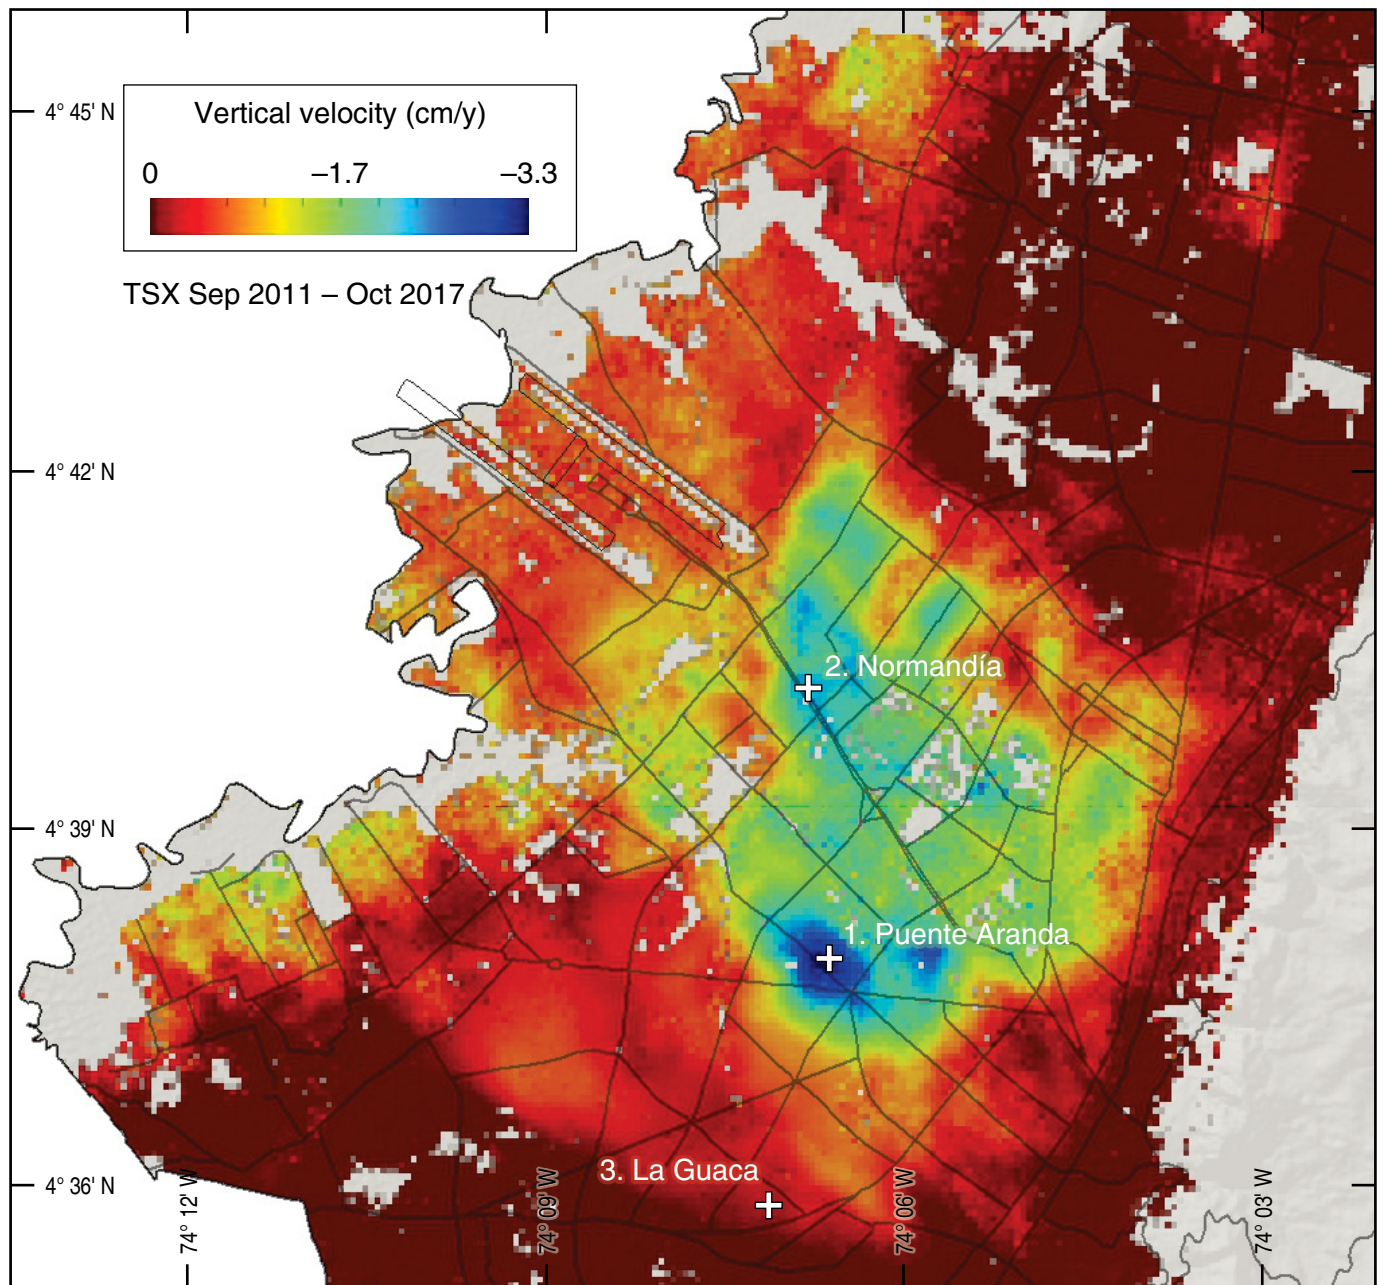 4° 45' N
Vertical velocity (cm/y)
0 –1.7 –3.3
TSX Sep 2011 – Oct 2017
4° 42' N
2. Normandía
4° 39' N
1. Puente Aranda
3. La Guaca
4° 36' N
74° 12' W
74° 09' W
74° 06' W
74° 03' W